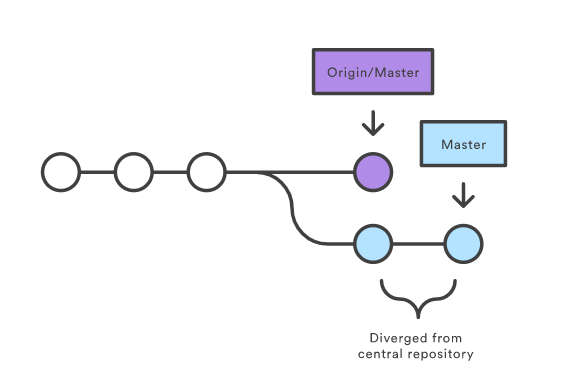 Origin/Master
Master
Diverged from
central repository